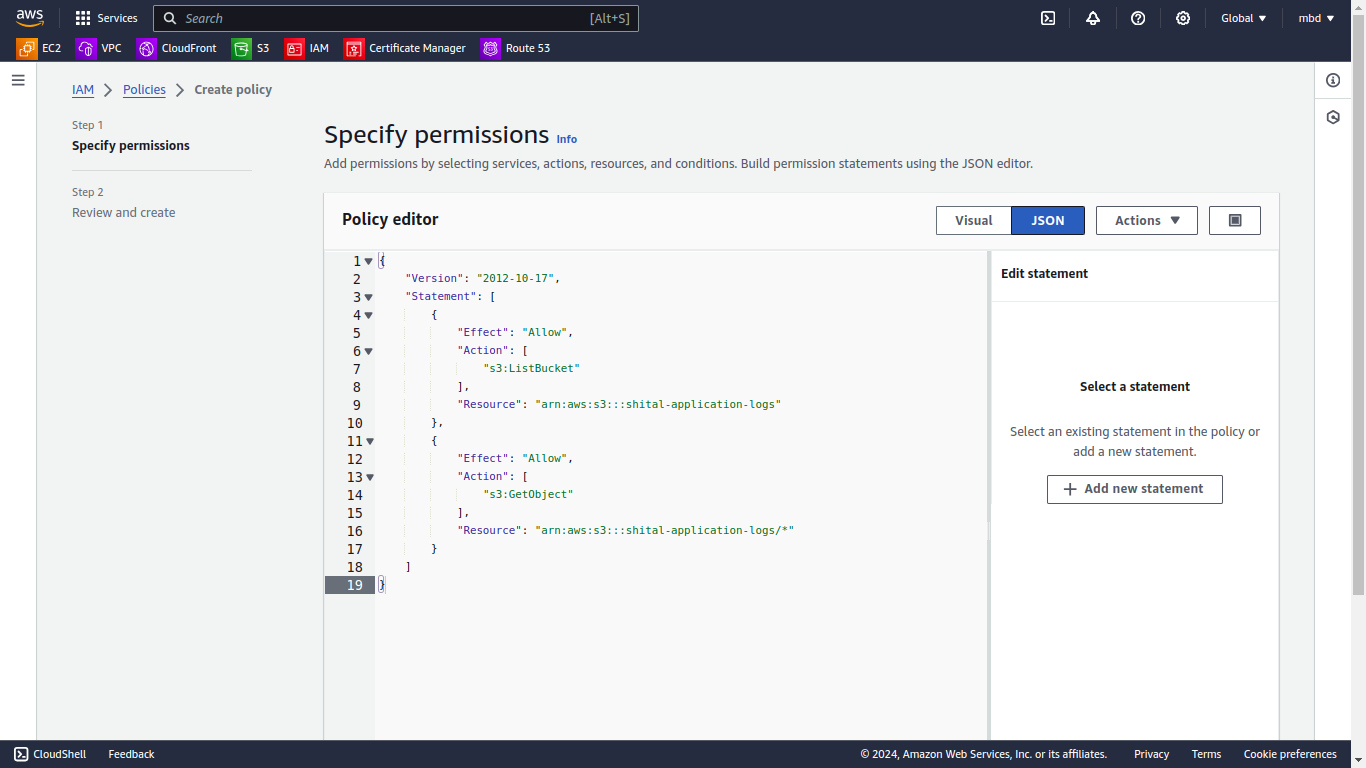 aws
Services
Search [Alt+S]
Global
mbd
EC2
VPC
CloudFront
S3
IAM
Certificate Manager
Route 53
IAM
Policies
Create policy
Step 1
Specify permissions
Step 2
Review and create
Specify permissions Info
Add permissions by selecting services, actions, resources, and conditions. Build permission statements using the JSON editor.
Policy editor
Visual
JSON
Actions
1 {
2 "Version": "2012-10-17",
3 "Statement": [
4 {
5 "Effect": "Allow",
6 "Action": [
7 "s3:ListBucket"
8 ],
9 "Resource": "arn:aws:s3:::shital-application-logs"
10 },
11 {
12 "Effect": "Allow",
13 "Action": [
14 "s3:GetObject"
15 ],
16 "Resource": "arn:aws:s3:::shital-application-logs/*"
17 }
18 ]
19 }
Edit statement
Select a statement
Select an existing statement in the policy or
add a new statement.
+ Add new statement
CloudShell
Feedback
© 2024, Amazon Web Services, Inc. or its affiliates.
Privacy
Terms
Cookie preferences